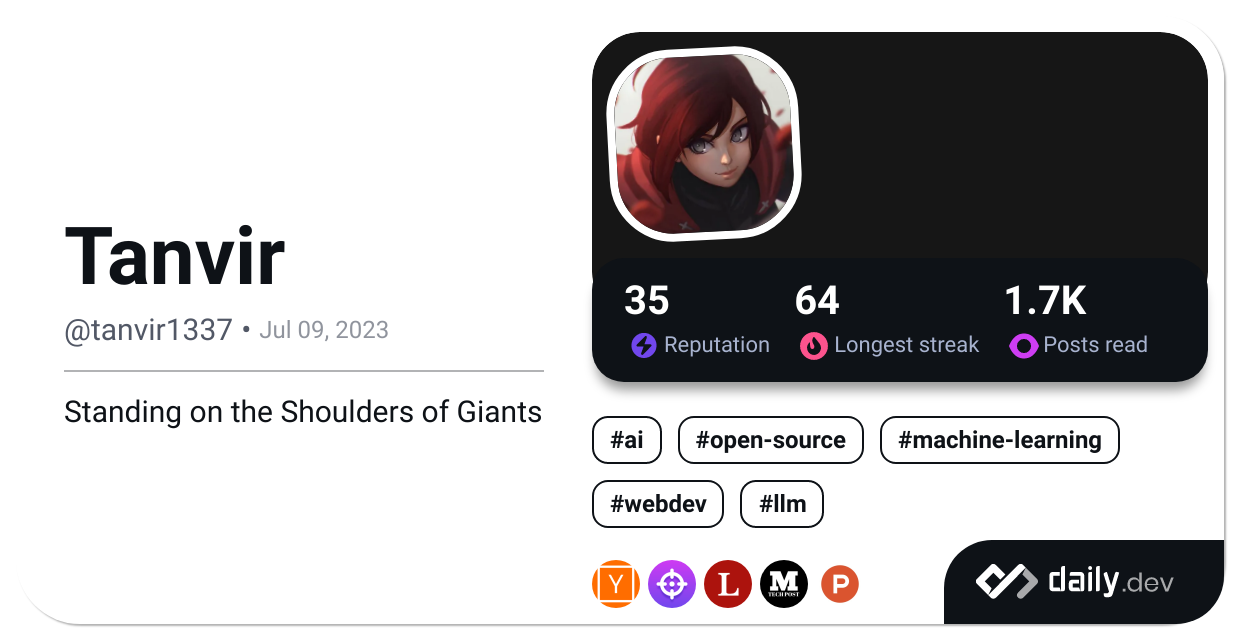 Tanvir
@tanvir1337 • Jul 09, 2023
Standing on the Shoulders of Giants
35 64 1.7K
Reputation Longest streak Posts read
#ai #open-source #machine-learning
#webdev #llm
Y L M TECH POST P
daily.dev